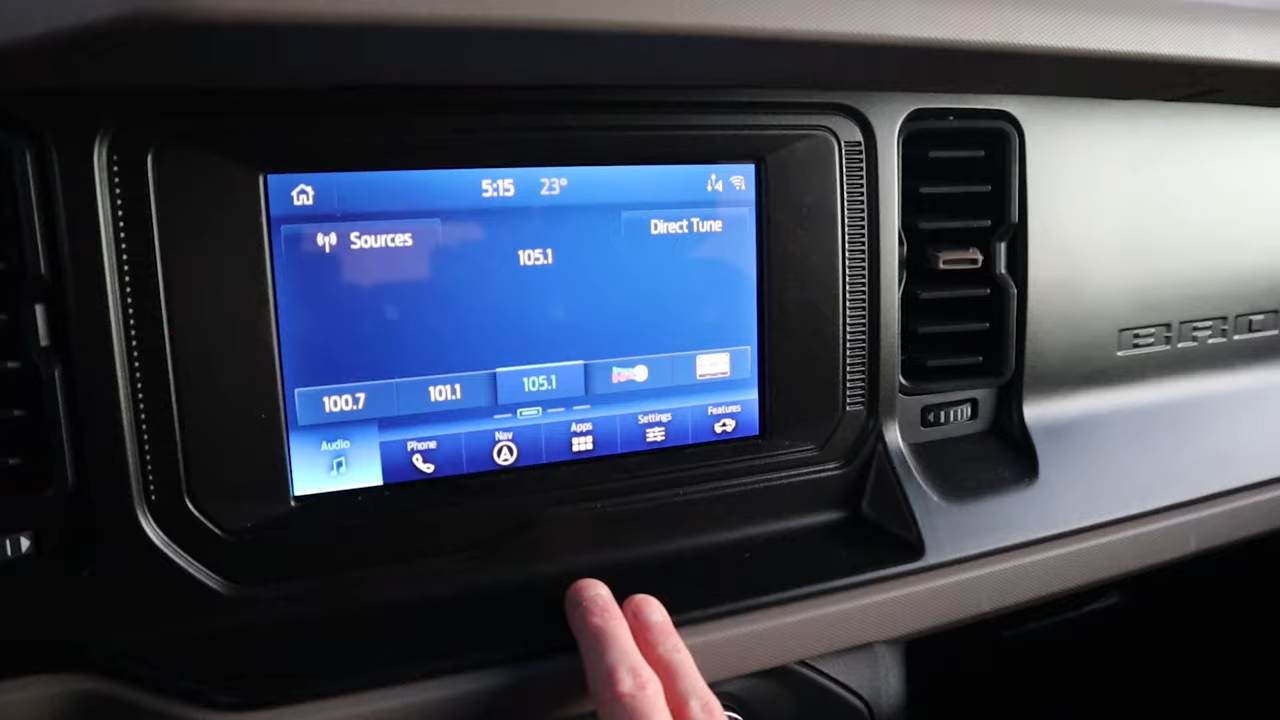 5:15 23°
Sources
Direct Tune
105.1
100.7 101.1 105.1
Audio Phone Nav Apps Settings Features
BRO